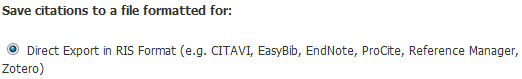 Save citations to a file formatted for:
Direct Export in RIS Format (e.g. CITAVI, EasyBib, EndNote, ProCite, Reference Manager,
Zotero)